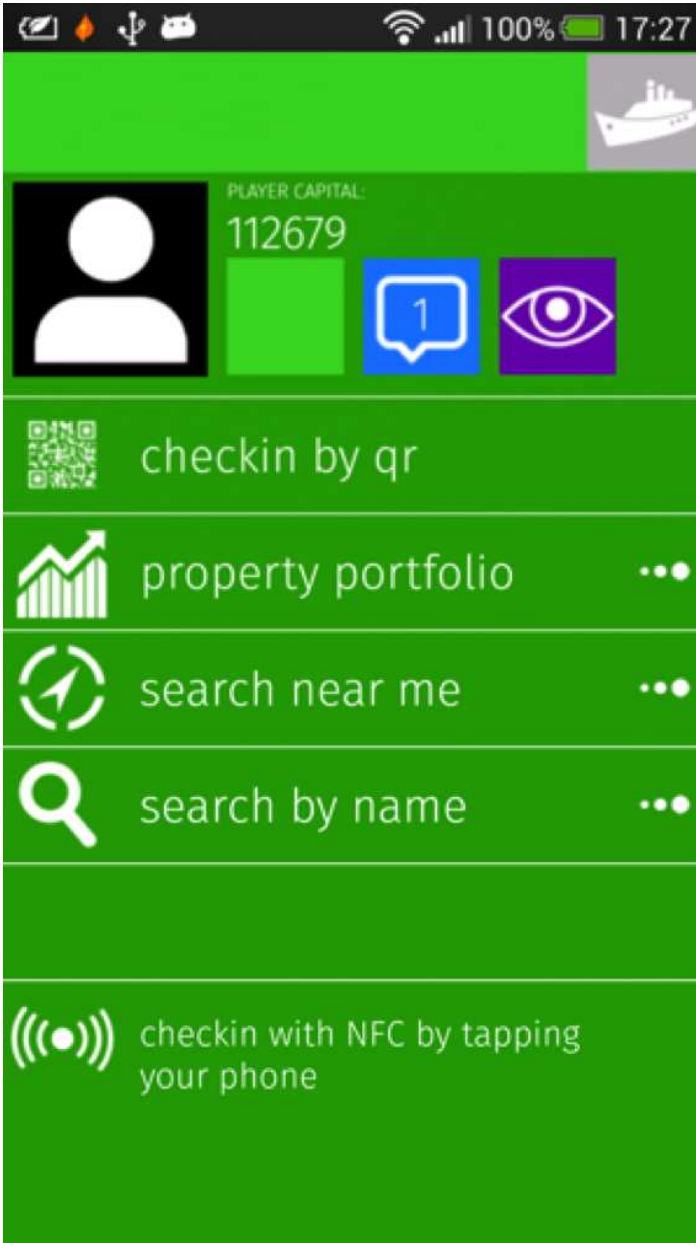 100% 17:27
PLAYER CAPITAL:
112679
1
checkin by qr
property portfolio
search near me
search by name
checkin with NFC by tapping
your phone